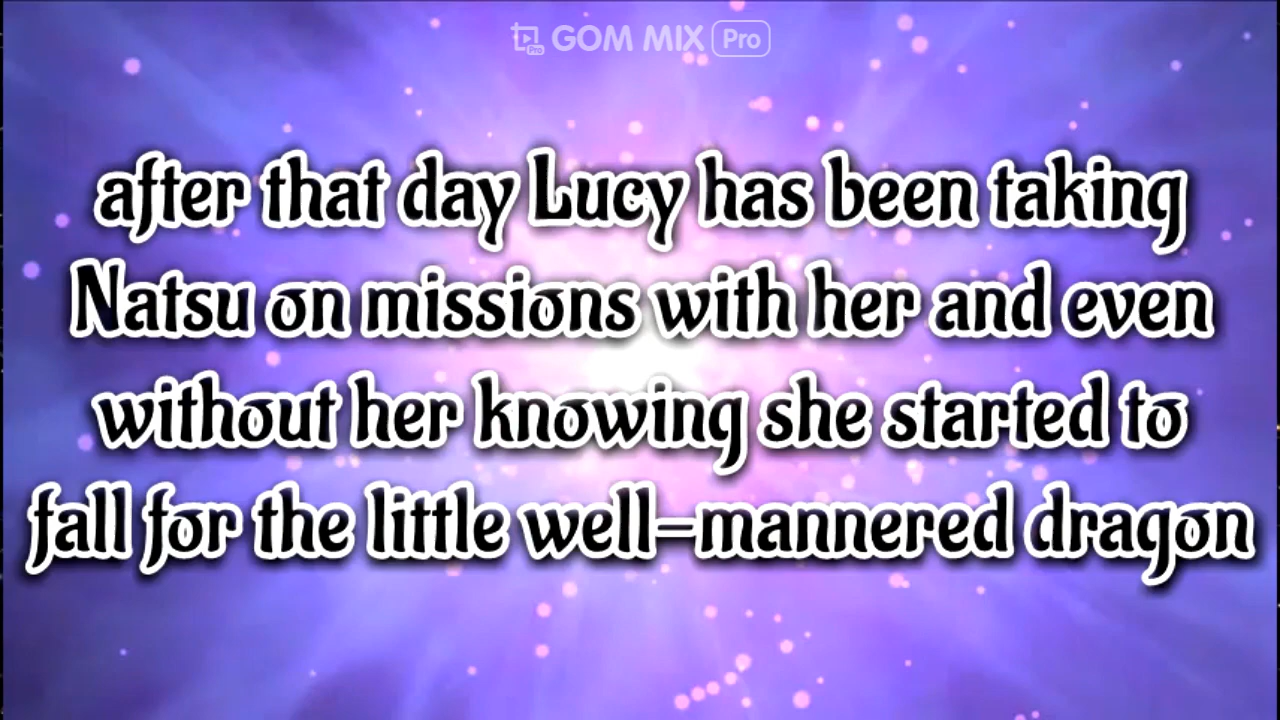 GOM MIX Pro
after that day Lucy has been taking
Natsu on missions with her and even
without her knowing she started to
fall for the little well-mannered dragon